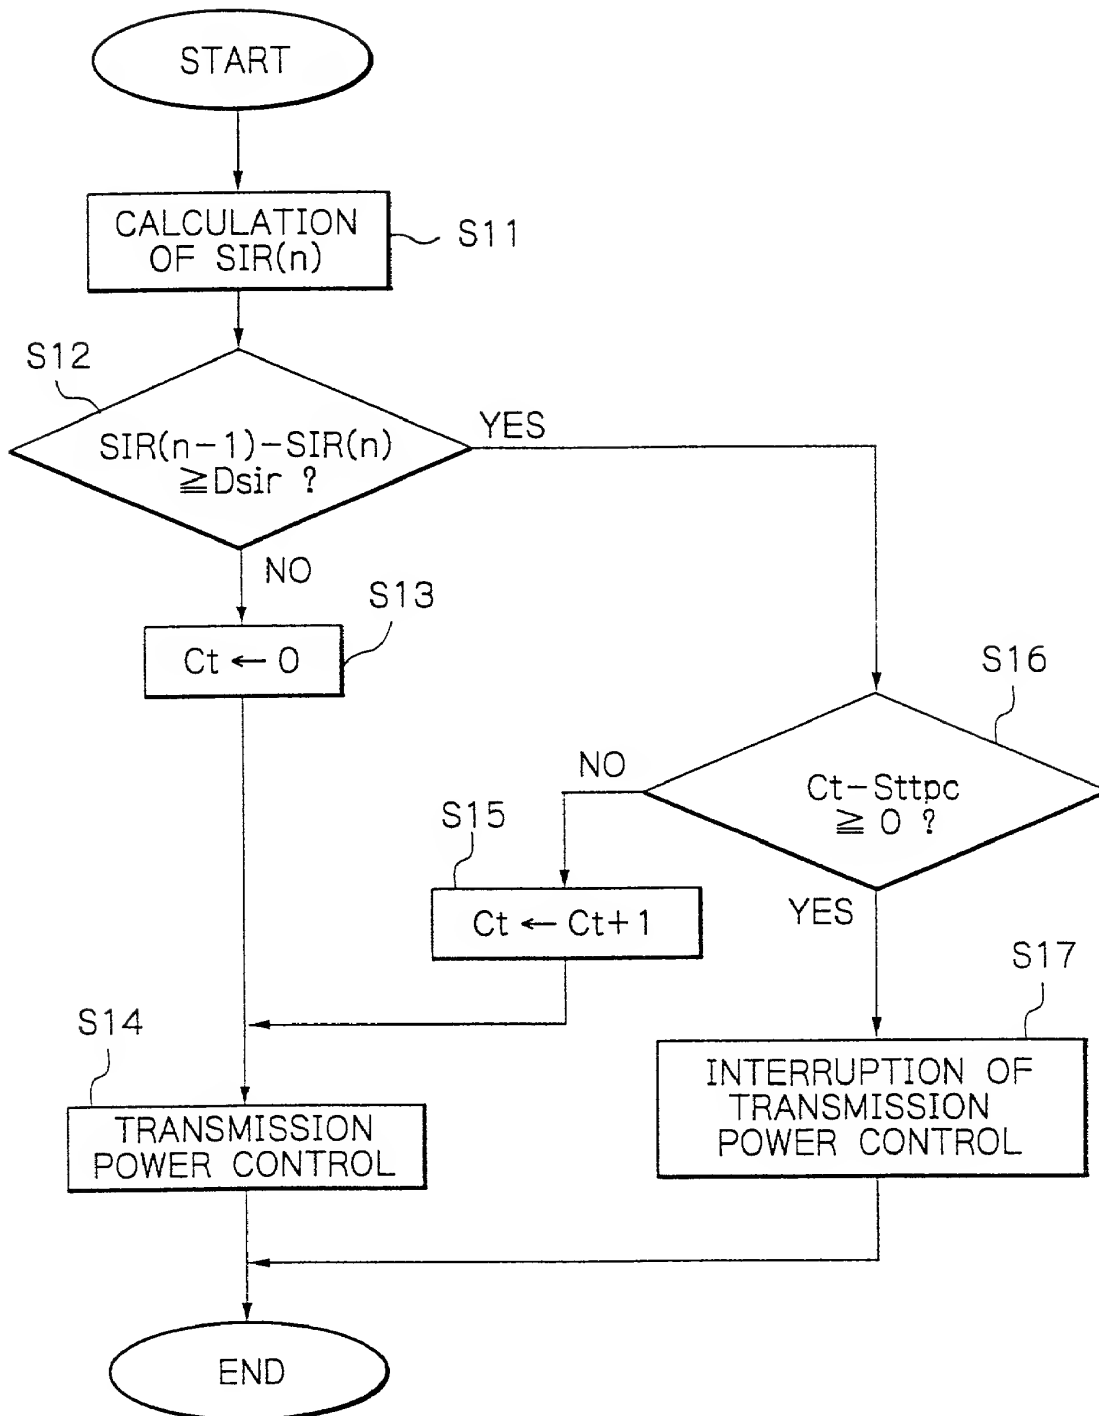 START
CALCULATION
OF SIR(n)
S11
S12
SIR(n-1)-SIR(n)
≧Dsir ?
YES
NO
S13
Ct ← 0
S16
Ct-Sttpc
≧ 0 ?
NO
S15
Ct ← Ct+1
YES
S17
INTERRUPTION OF
TRANSMISSION
POWER CONTROL
S14
TRANSMISSION
POWER CONTROL
END